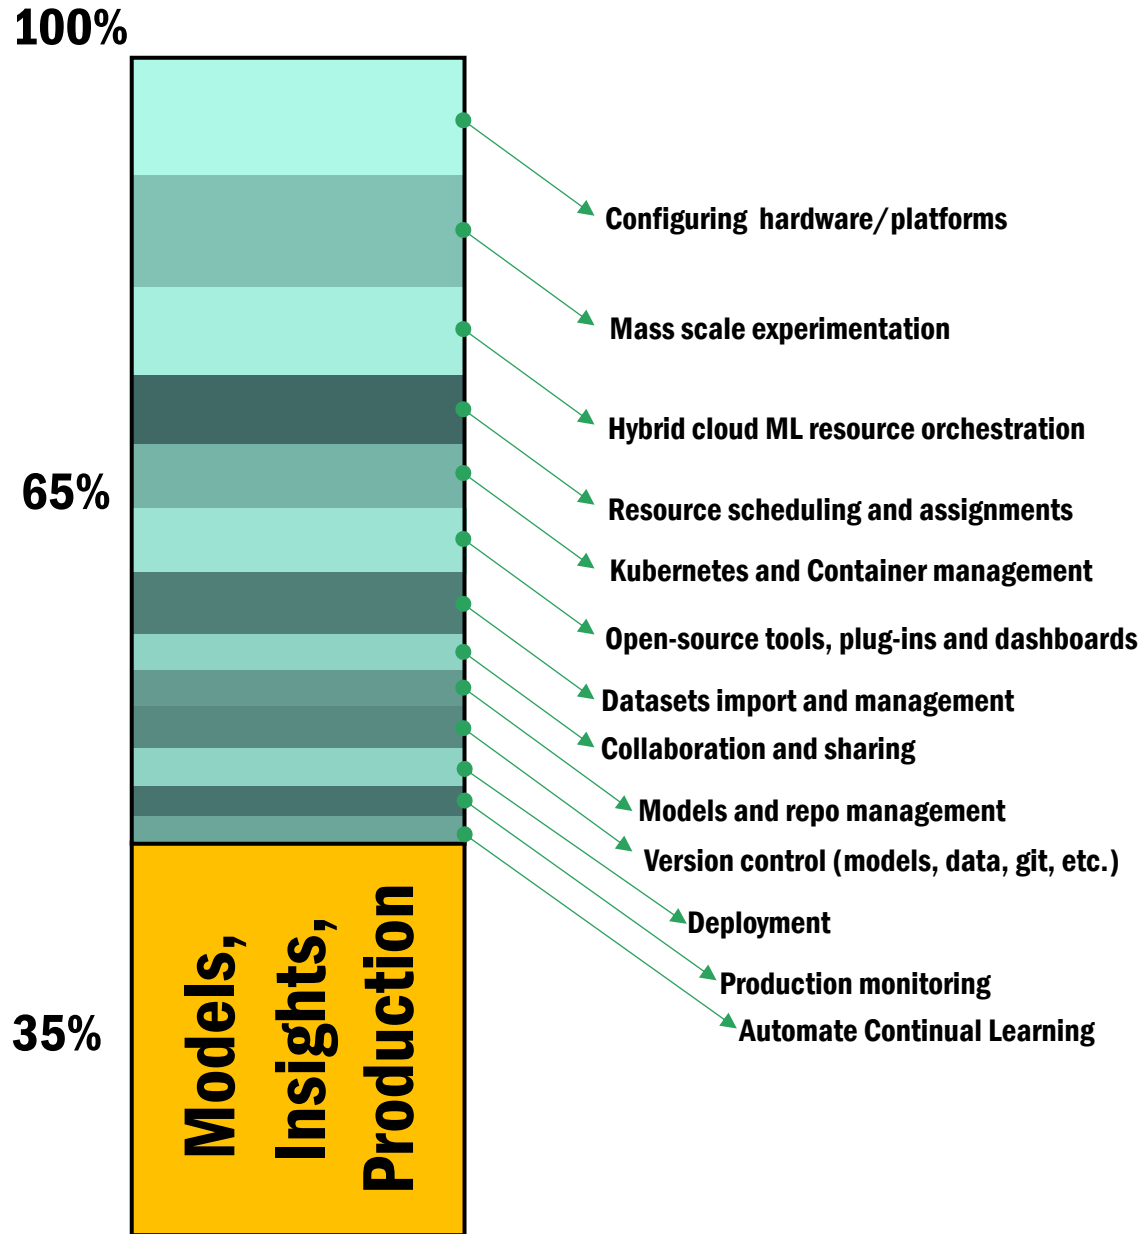 100%
Configuring hardware/platforms
Mass scale experimentation
Hybrid cloud ML resource orchestration
65%
Resource scheduling and assignments
Kubernetes and Container management
Open-source tools, plug-ins and dashboards
Datasets import and management
Collaboration and sharing
Models and repo management
Version control (models, data, git, etc.)
Deployment
Production monitoring
Automate Continual Learning
35%
Models,
Insights,
Production